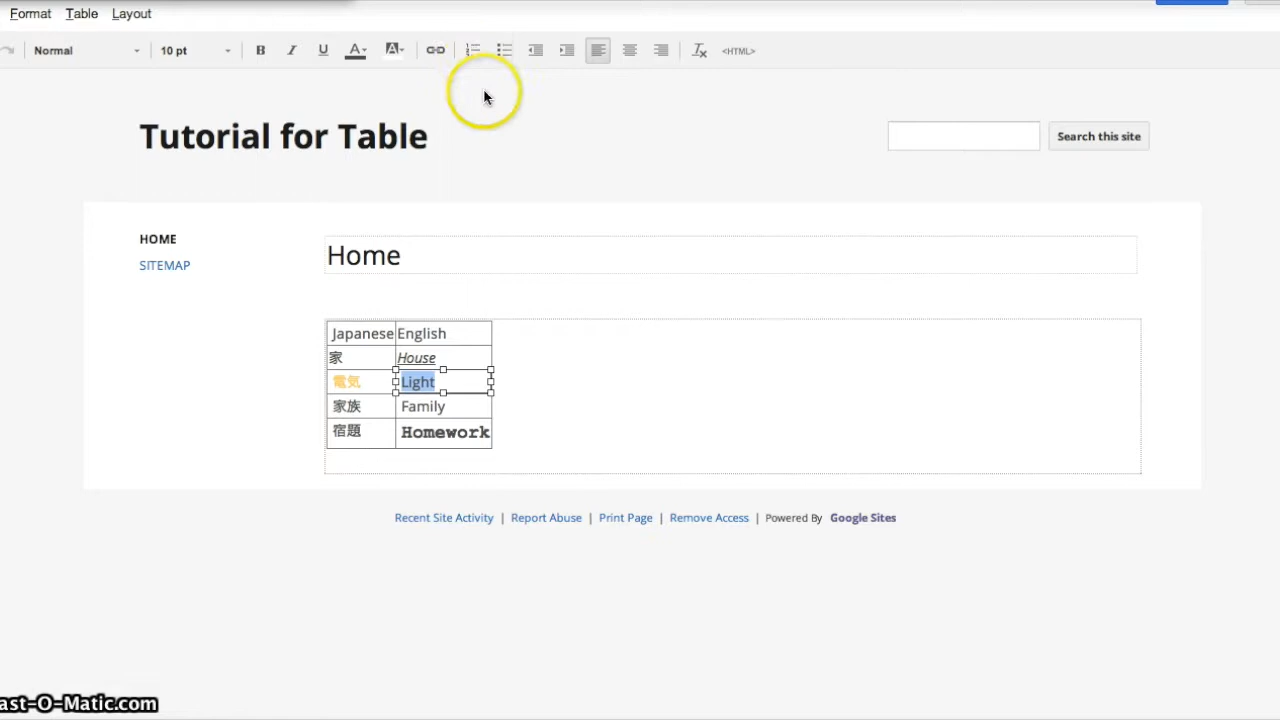 Format Table Layout
Normal 10 pt B I U A A <HTML>
Tutorial for Table
Search this site
HOME
SITEMAP
Home
Japanese English
家 House
電気 Light
家族 Family
宿題 Homework
Recent Site Activity | Report Abuse | Print Page | Remove Access | Powered By Google Sites
ast-O-Matic.com